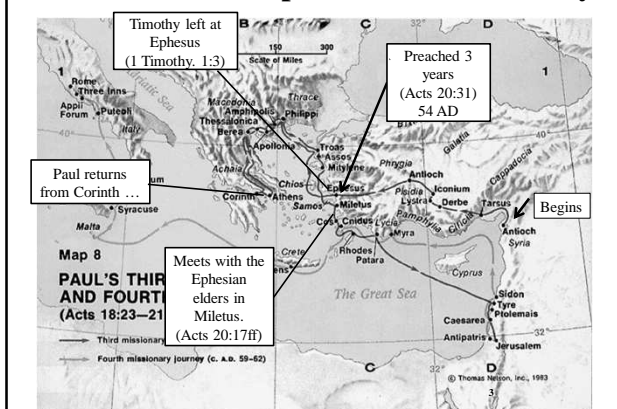 Timothy left at
Ephesus
(1 Timothy. 1:3)
B
C
32°
D
150
300
Scale of Miles
Preached 3
years
(Acts 20:31)
54 AD
1
1
Rome
Three Inns
Appii
Forum
Puteoli
Adriatic Sea
Italy
Macedonia
Thrace
Amphipolis
Philippi
Thessalonica
Berea
Apollonia
Troas
Assos
Mitylene
40°
Galatia
Cappadocia
Phrygia
Achaia
Chios
Ephesus
Antioch
Pisidia
Iconium
Lystra
Derbe
Tarsus
Paul returns
from Corinth …
Corinth
Athens
Samos
Miletus
Begins
Syracuse
Malta
Cos
Cnidus
Lycia
Pamphylia
Cilicia
Myra
Antioch
Syria
Rhodes
Patara
Crete
Cyprus
Map 8
PAUL'S THIR
AND FOURTH
(Acts 18:23—21
Meets with the
Ephesian
elders in
Miletus.
(Acts 20:17ff)
The Great Sea
Sidon
Tyre
Ptolemais
Caesarea
Antipatris
Jerusalem
32°
Third missionary
Fourth missionary journey (c. A.D. 59–62)
C
32°
D
© Thomas Nelson, Inc., 1983
3